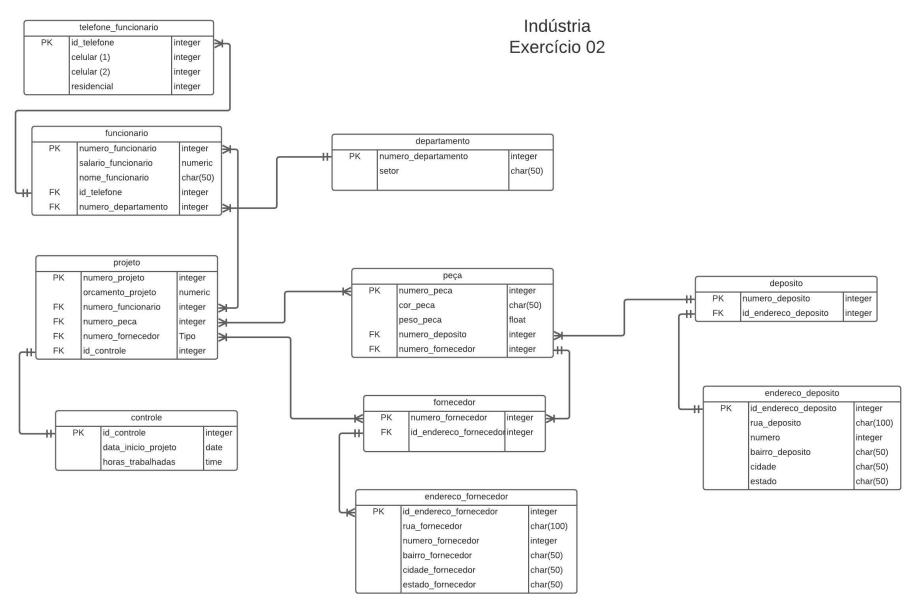 Indústria
Exercício 02
telefone_funcionario
PK id_telefone integer
celular (1) integer
celular (2) integer
residencial integer
funcionario
PK numero_funcionario integer
salario_funcionario numeric
nome_funcionario char(50)
FK id_telefone integer
FK numero_departamento integer
departamento
PK numero_departamento integer
setor char(50)
projeto
PK numero_projeto integer
orcamento_projeto numeric
FK numero_funcionario integer
FK numero_peca integer
FK numero_fornecedor Tipo
FK id_controle integer
peça
PK numero_peca integer
cor_peca char(50)
peso_peca float
FK numero_deposito integer
FK numero_fornecedor integer
deposito
PK numero_deposito integer
FK id_endereco_deposito integer
controle
PK id_controle integer
data_inicio_projeto date
horas_trabalhadas time
fornecedor
PK numero_fornecedor integer
FK id_endereco_fornecedor integer
endereco_deposito
PK id_endereco_deposito integer
rua_deposito char(100)
numero integer
bairro_deposito char(50)
cidade char(50)
estado char(50)
endereco_fornecedor
PK id_endereco_fornecedor integer
rua_fornecedor char(100)
numero_fornecedor integer
bairro_fornecedor char(50)
cidade_fornecedor char(50)
estado_fornecedor char(50)